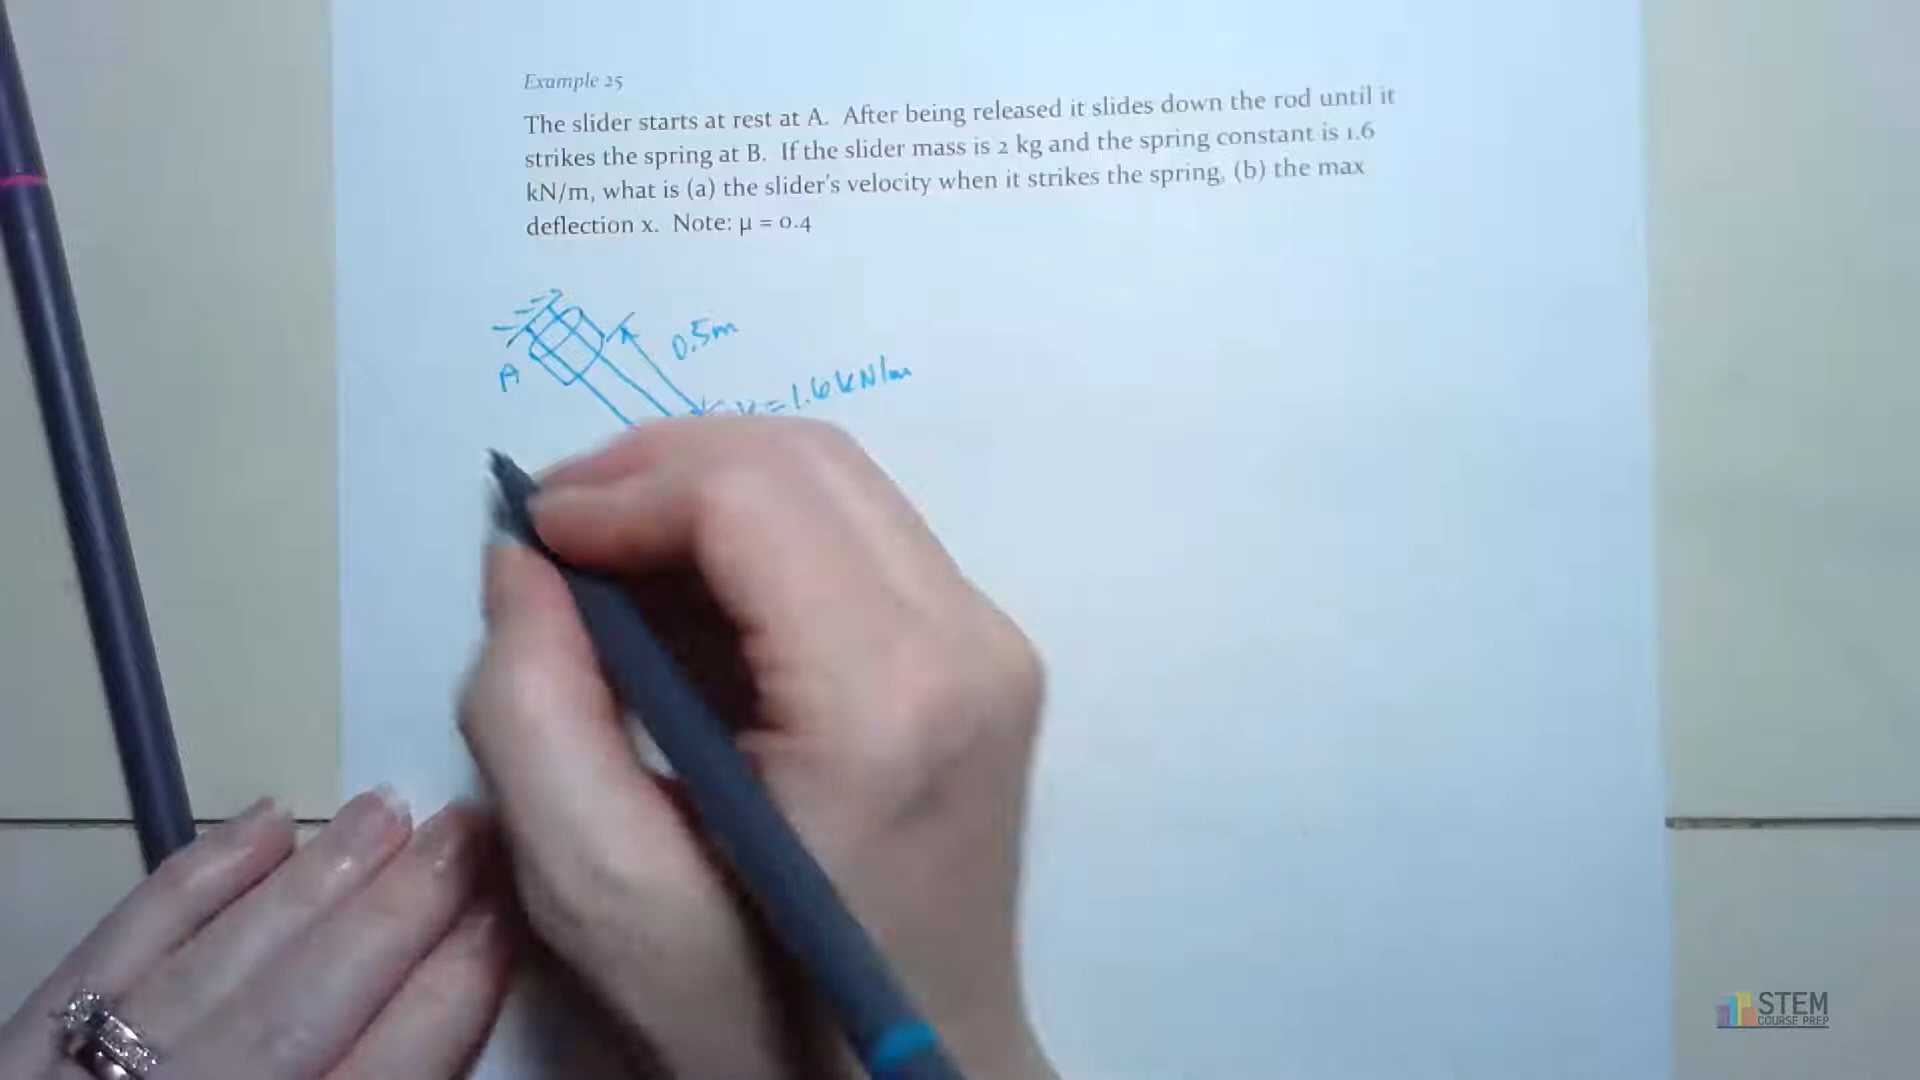 Example 25
The slider starts at rest at A. After being released it slides down the rod until it
strikes the spring at B. If the slider mass is 2 kg and the spring constant is 1.6
kN/m, what is (a) the slider's velocity when it strikes the spring, (b) the max
deflection x. Note: μ = 0.4
0.5m
A
K=1.6kN/m
STEM
COURSE PREP